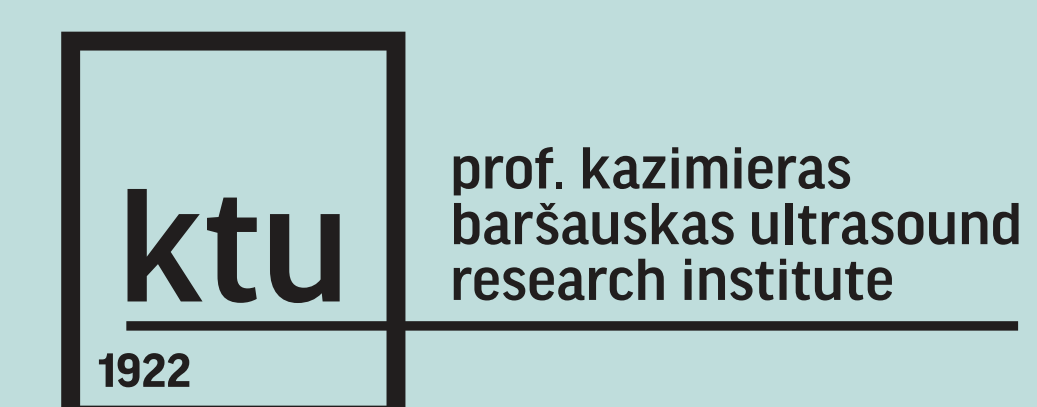 ktu
1922
prof. kazimieras
baršauskas ultrasound
research institute